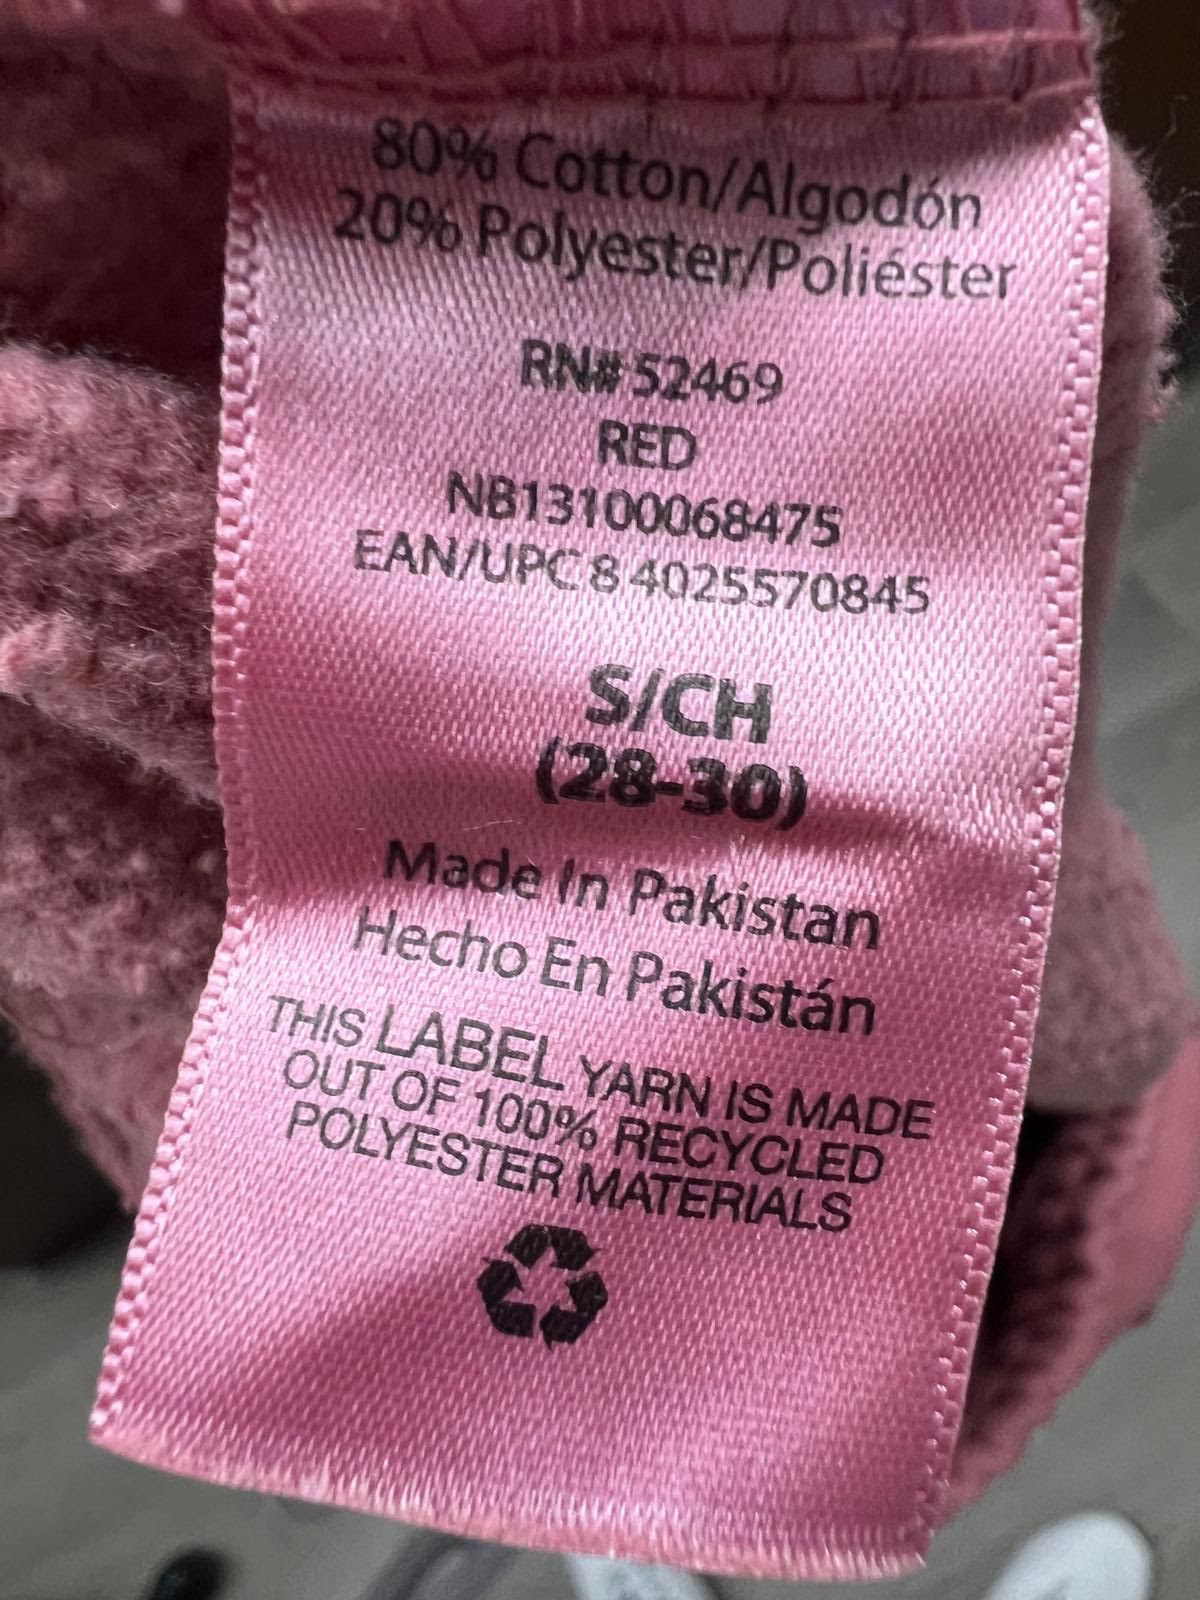 80% Cotton/Algodón
20% Polyester/Poliéster
RN# 52469
RED
NB13100068475
EAN/UPC 8 4025570845
S/CH
(28-30)
Made In Pakistan
Hecho En Pakistán
THIS LABEL YARN IS MADE
OUT OF 100% RECYCLED
POLYESTER MATERIALS